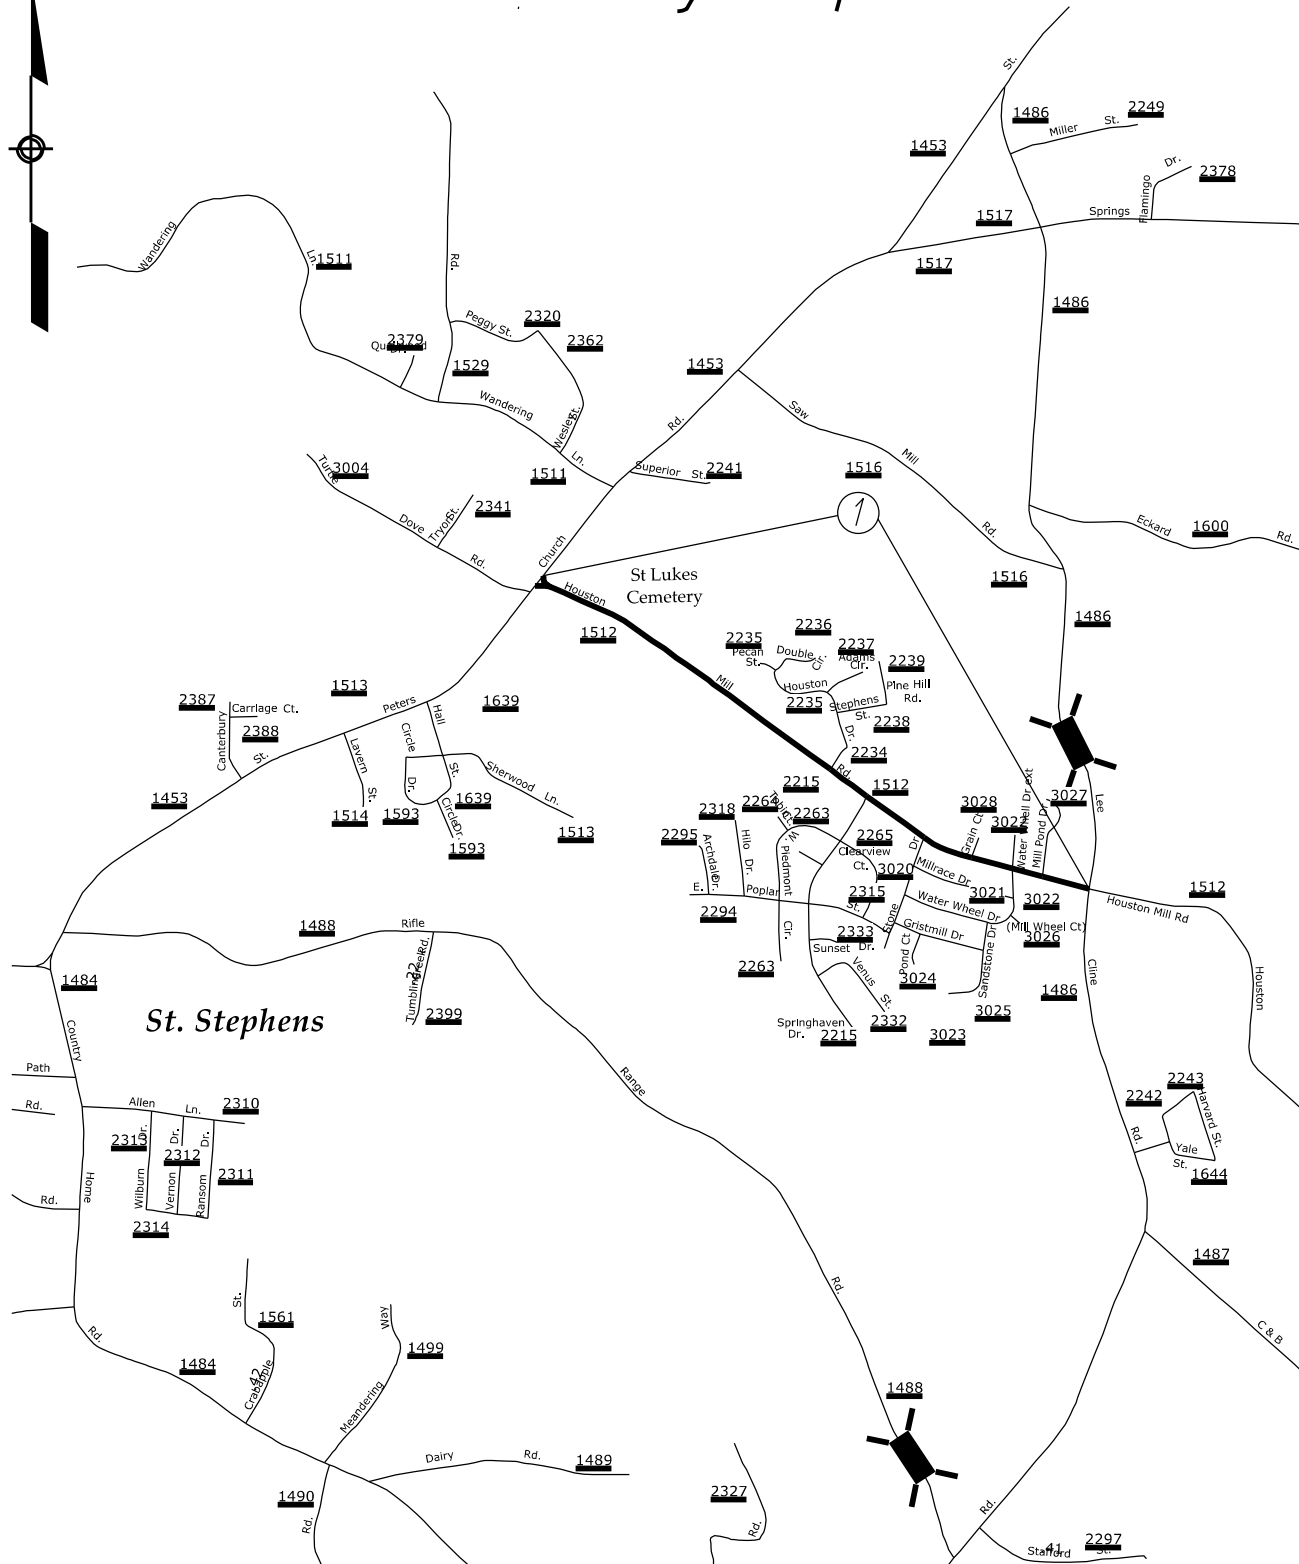 St.
1486
2249
Miller St.
1453
Dr.
2378
Flamingo
1517
Springs
Wandering
Ln.
1511
Rd.
1517
1486
Peggy St.
2320
2362
2379
Dr.
1529
1453
Wandering
Wesley St.
Saw
Rd.
Mill
Turtle
3004
Ln.
1511
Superior St.
2241
1516
2341
Tryon St.
Dove
Rd.
Rd.
1
Eckard
1600
Rd.
Church
St Lukes
Cemetery
1516
Houston
1512
1486
2236
2235
Pecan
St.
Double
Cir.
2237
Adams
Cir.
2239
Mill
Houston
Pine Hill
Rd.
2235
Stephens
St.
2238
Dr.
2234
2387
Carriage Ct.
2388
Canterbury
St.
1513
Peters
1639
Hall
Circle
Lavern
St.
St.
Sherwood
Ln.
Dr.
1453
1514
1593
1639
Circle Dr.
1593
1513
Rd.
2215
1512
2318
2263
3028
3027
Lee
2295
Archdale
Dr.
Hilo
Dr.
W.
Piedmont
2265
Clearview
Ct.
Dr
Grain Ct
Water Whell Dr ext
Mill Pond Dr
3020
Millrace Dr
E.
Poplar
2315
St.
3021
3022
1512
2294
Stone
Water Wheel Dr
Houston Mill Rd
Cir.
2333
Gristmill Dr
(Mill Wheel Ct)
3026
Sunset Dr.
2263
Venus
St.
Pond Ct
3024
Sandstone Dr
Cline
1486
Houston
Springhaven
Dr.
2215
2332
3023
3025
1488
Rifle
Rd.
2399
1484
Country
St. Stephens
Path
Rd.
Range
2243
2242
Harvard St.
Rd.
Yale
St.
1644
Allen
Ln.
2310
2313
Dr.
Dr.
2312
Dr.
2311
Wilburn
Vernon
Ransom
Home
Rd.
2314
1487
C & B
St.
1561
Way
1499
Rd.
Rd.
1484
Crabapple
Meandering
1488
Dairy
Rd.
1489
1490
Rd.
2327
Rd.
Rd.
Stafford St.
41
2297